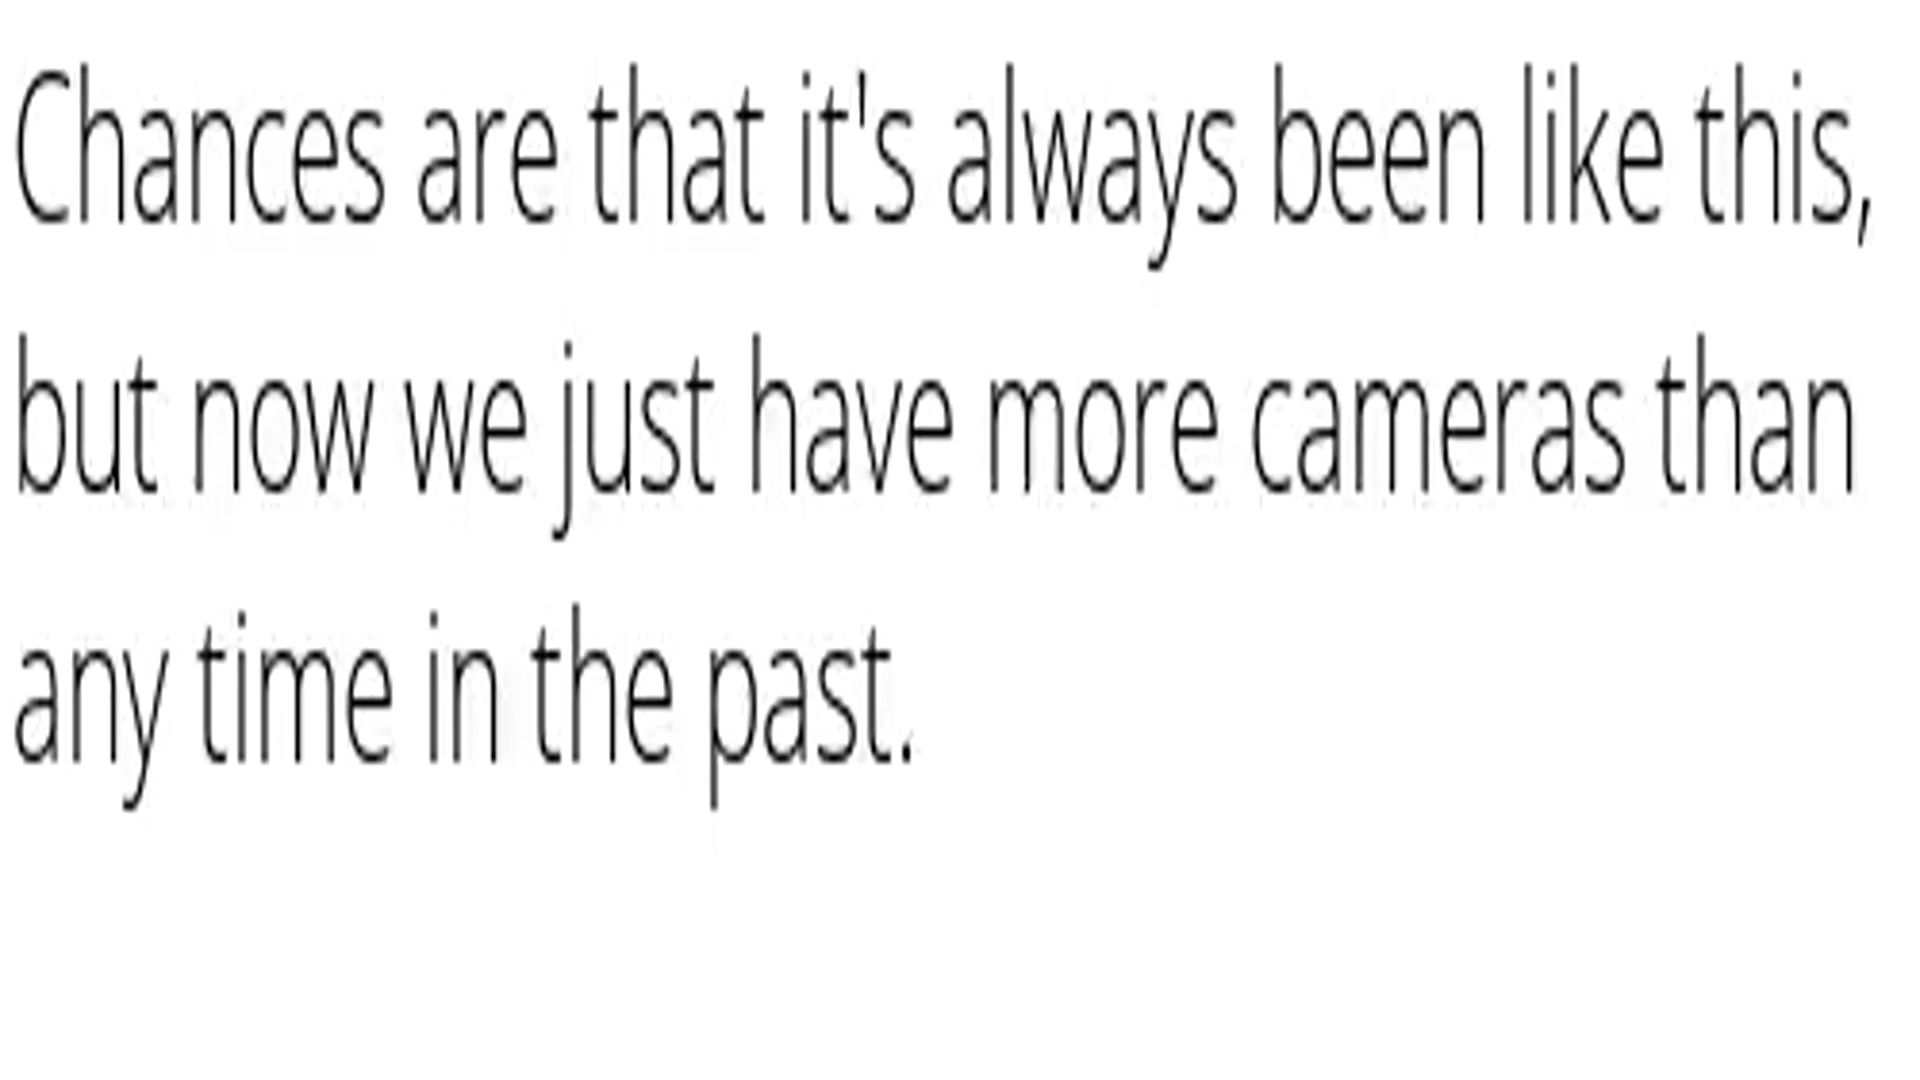 Chances are that it's always been like this,
but now we just have more cameras than
any time in the past.